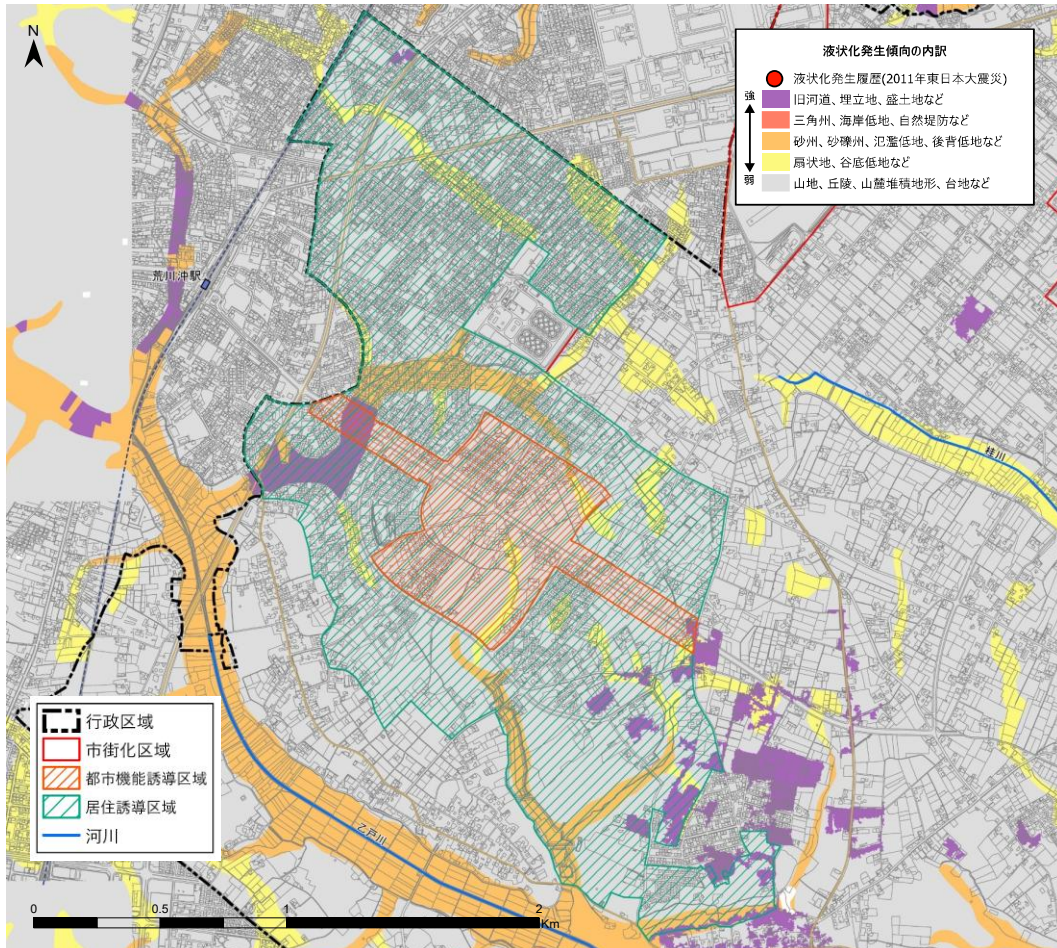 N
液状化発生傾向の内訳
液状化発生履歴(2011年東日本大震災)
強
旧河道、埋立地、盛土地など
三角州、海岸低地、自然堤防など
砂州、砂礫州、氾濫低地、後背低地など
扇状地、谷底低地など
弱
山地、丘陵、山麓堆積地形、台地など
荒川沖駅
桂川
乙戸川
行政区域
市街化区域
都市機能誘導区域
居住誘導区域
河川
0 0.5 1 2
Km